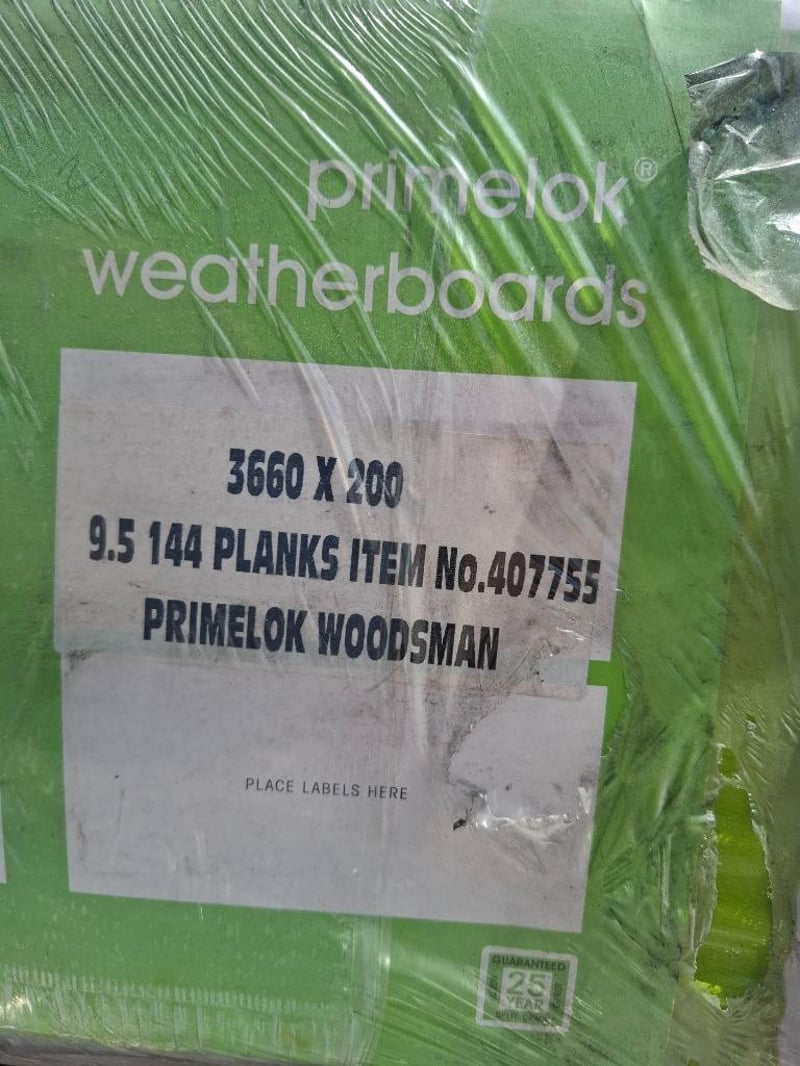 primelok®
weatherboards
3660 X 200
9.5 144 PLANKS ITEM No.407755
PRIMELOK WOODSMAN
PLACE LABELS HERE
GUARANTEED
25
YEAR